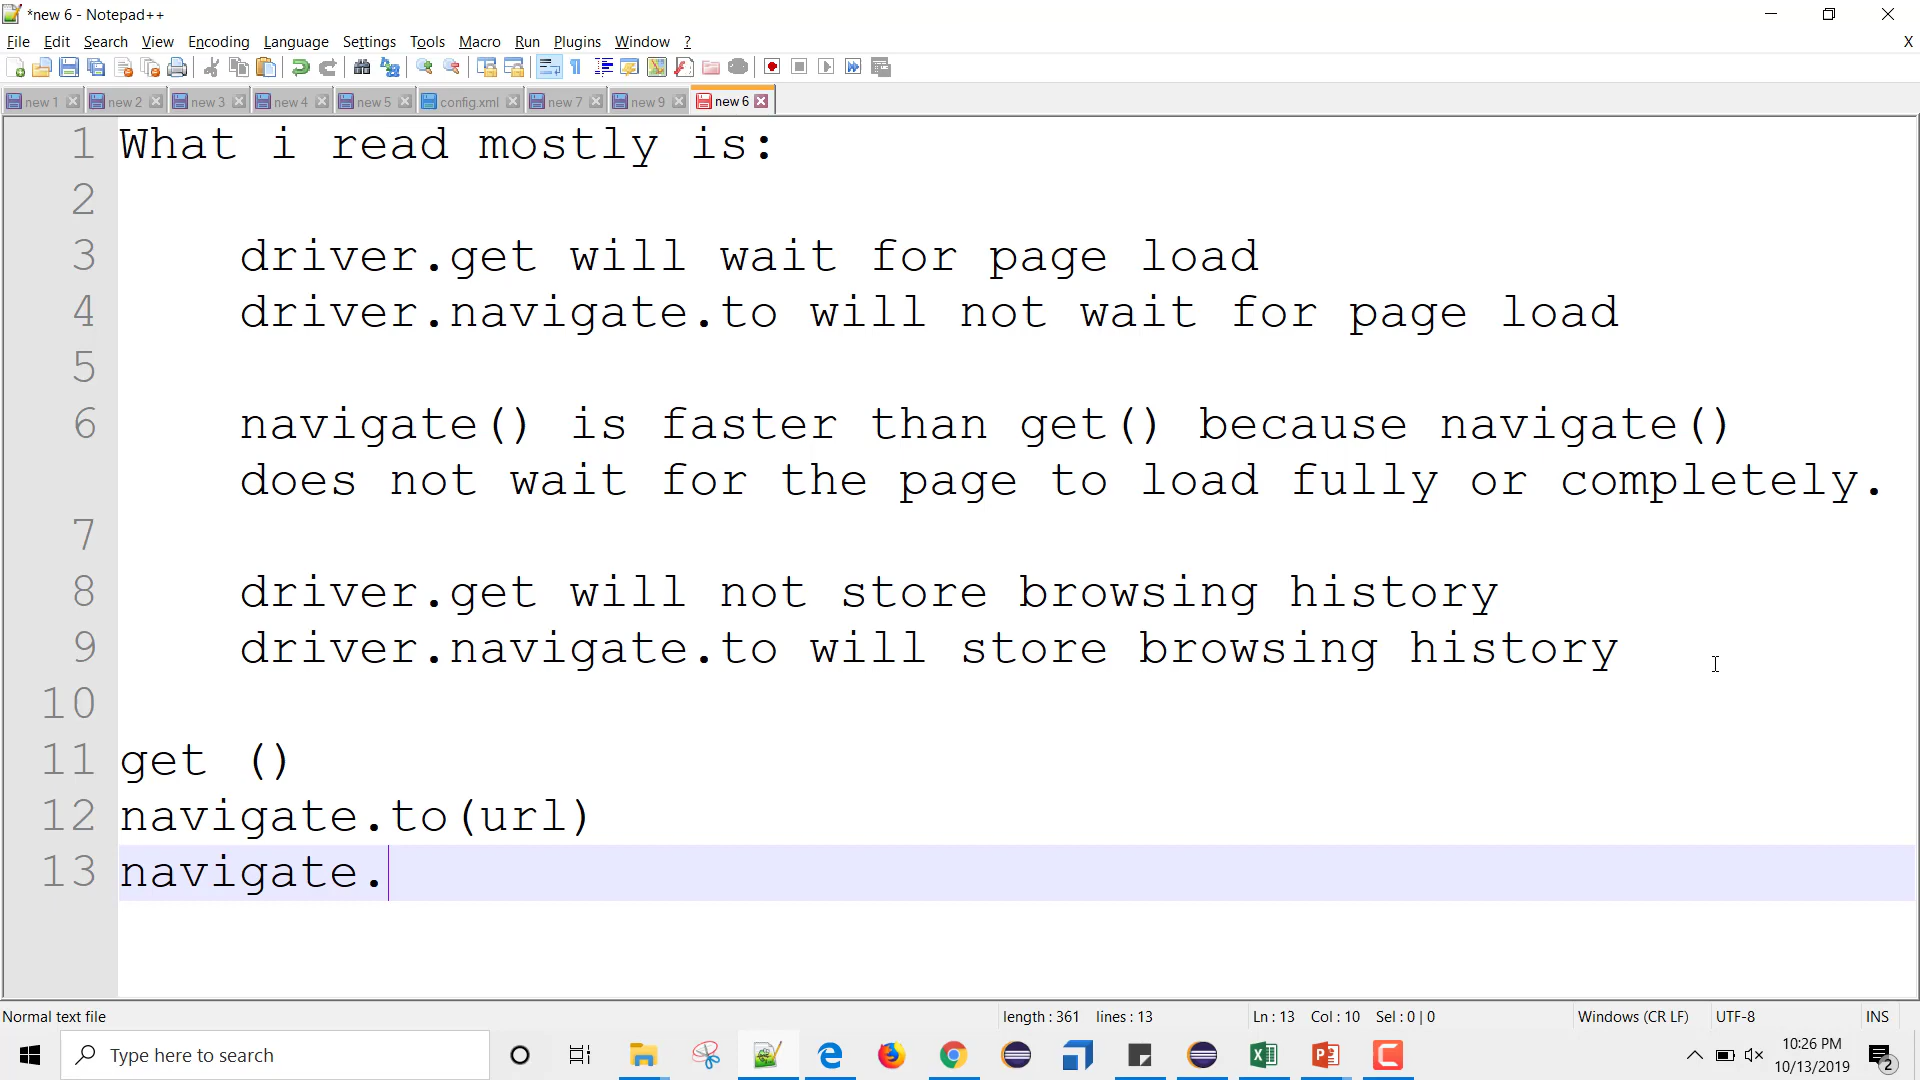 *new 6 - Notepad++
File Edit Search View Encoding Language Settings Tools Macro Run Plugins Window ?
X
new 1 new 2 new 3 new 4 new 5 config.xml new 7 new 9 new 6
1 What i read mostly is:
2
3 driver.get will wait for page load
4 driver.navigate.to will not wait for page load
5
6 navigate() is faster than get() because navigate()
does not wait for the page to load fully or completely.
7
8 driver.get will not store browsing history
9 driver.navigate.to will store browsing history
10
11 get ()
12 navigate.to(url)
13 navigate.
Normal text file length : 361 lines : 13 Ln : 13 Col : 10 Sel : 0 | 0 Windows (CR LF) UTF-8 INS
Type here to search
10:26 PM
10/13/2019
2